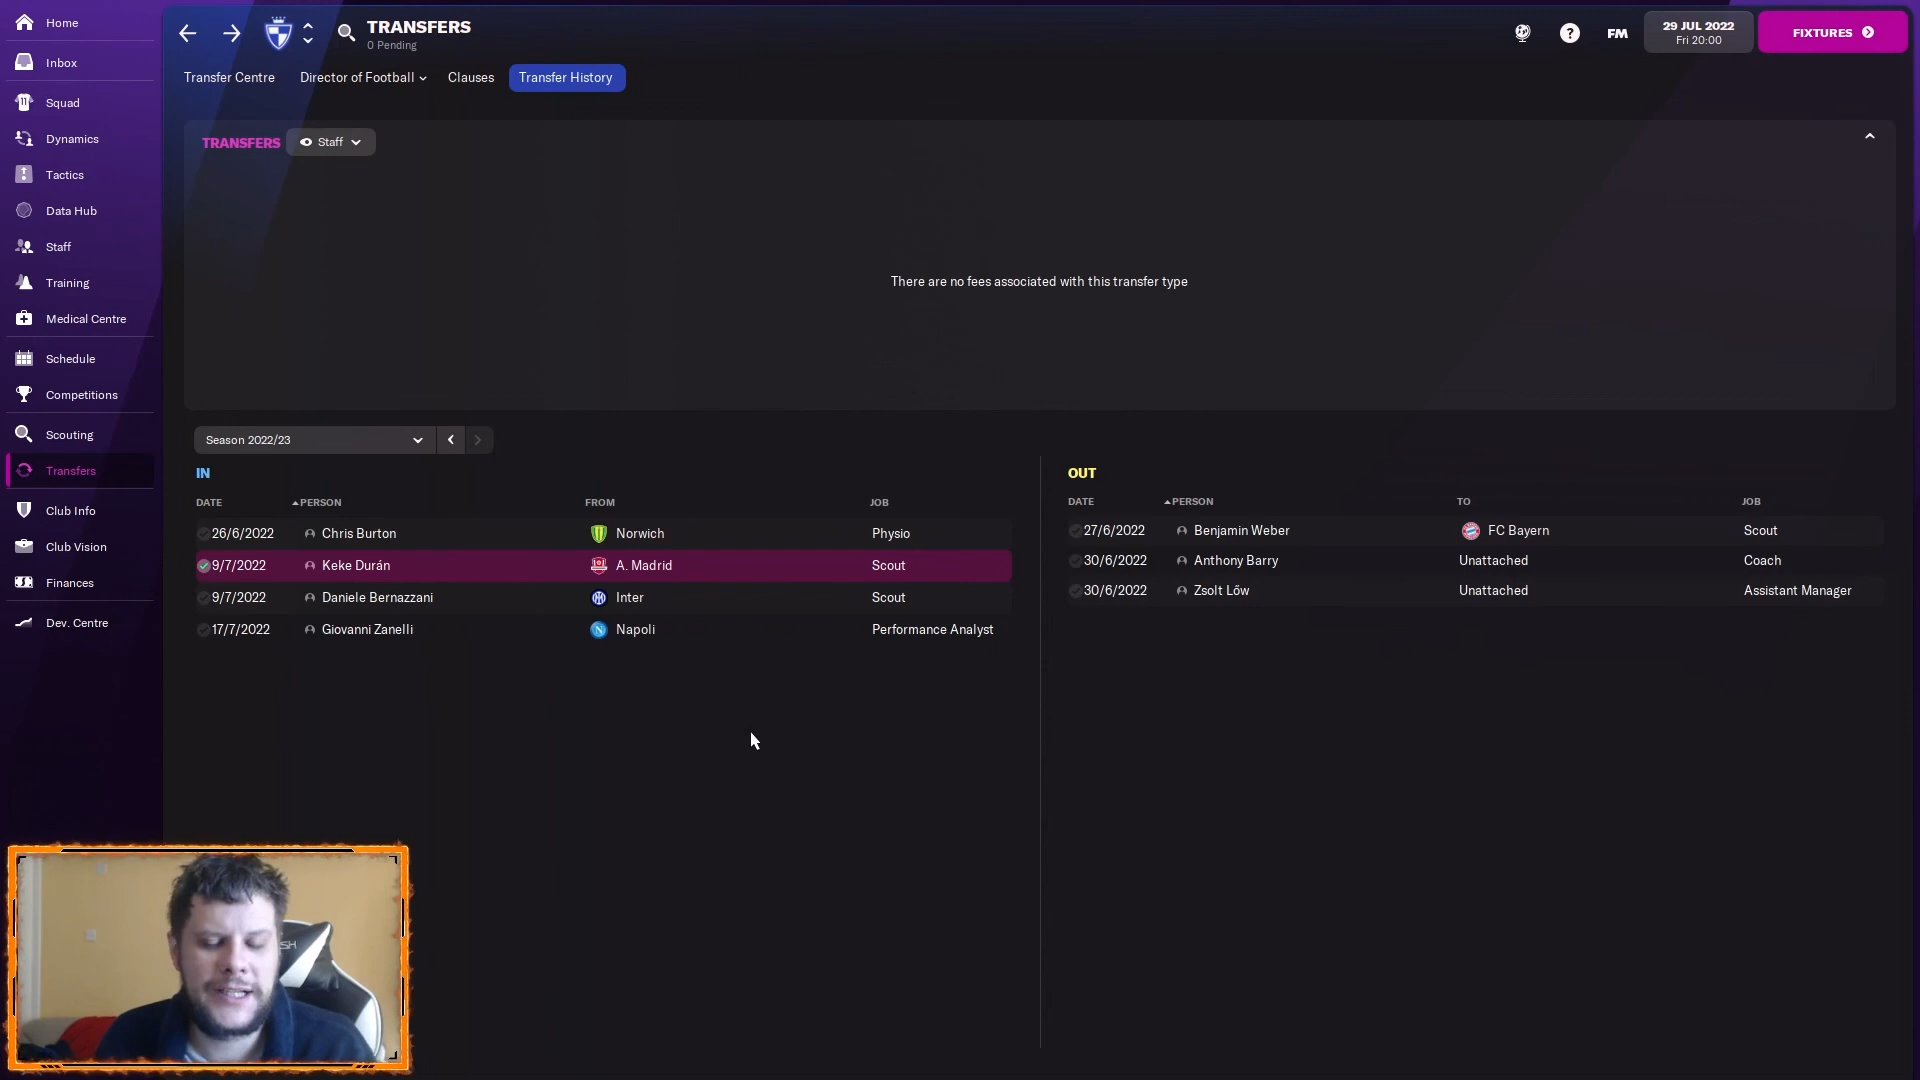 Home
Inbox
Squad
Dynamics
Tactics
Data Hub
Staff
Training
Medical Centre
Schedule
Competitions
Scouting
Transfers
Club Info
Club Vision
Finances
Dev. Centre
TRANSFERS
0 Pending
FM
29 JUL 2022
Fri 20:00
FIXTURES
Transfer Centre Director of Football Clauses Transfer History
TRANSFERS Staff
There are no fees associated with this transfer type
Season 2022/23
IN
DATE PERSON FROM JOB
26/6/2022 Chris Burton Norwich Physio
9/7/2022 Keke Durán A. Madrid Scout
9/7/2022 Daniele Bernazzani Inter Scout
17/7/2022 Giovanni Zanelli Napoli Performance Analyst
OUT
DATE PERSON TO JOB
27/6/2022 Benjamin Weber FC Bayern Scout
30/6/2022 Anthony Barry Unattached Coach
30/6/2022 Zsolt Lőw Unattached Assistant Manager